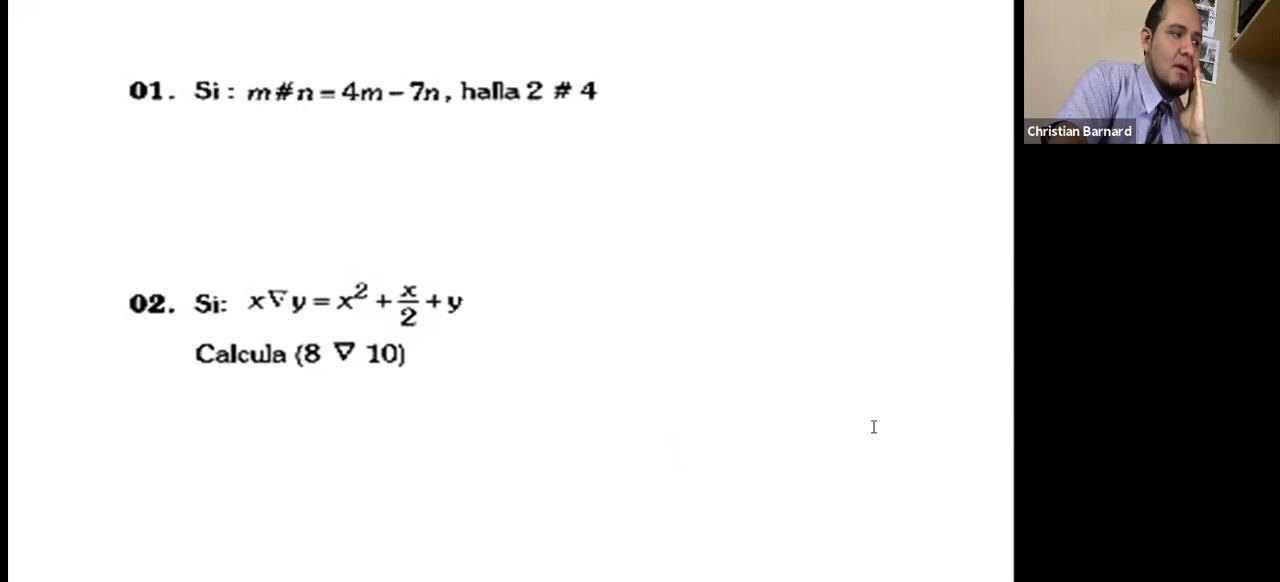 01. Si : m#n = 4m – 7n, halla 2 # 4
02. Si: x∇y = x² + x/2 + y
Calcula (8 ∇ 10)
Christian Barnard